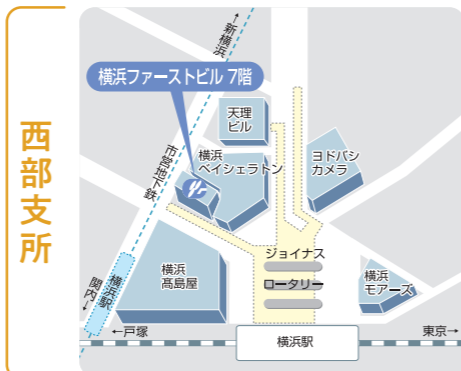 西部支所
←新横浜
横浜ファーストビル 7階
天理
ビル
市営地下鉄
横浜
ベイシェラトン
ヨドバシ
カメラ
ジョイナス
ロータリー
横浜
髙島屋
横浜
モアーズ
横浜駅
関内→
←戸塚
東京→
横浜駅